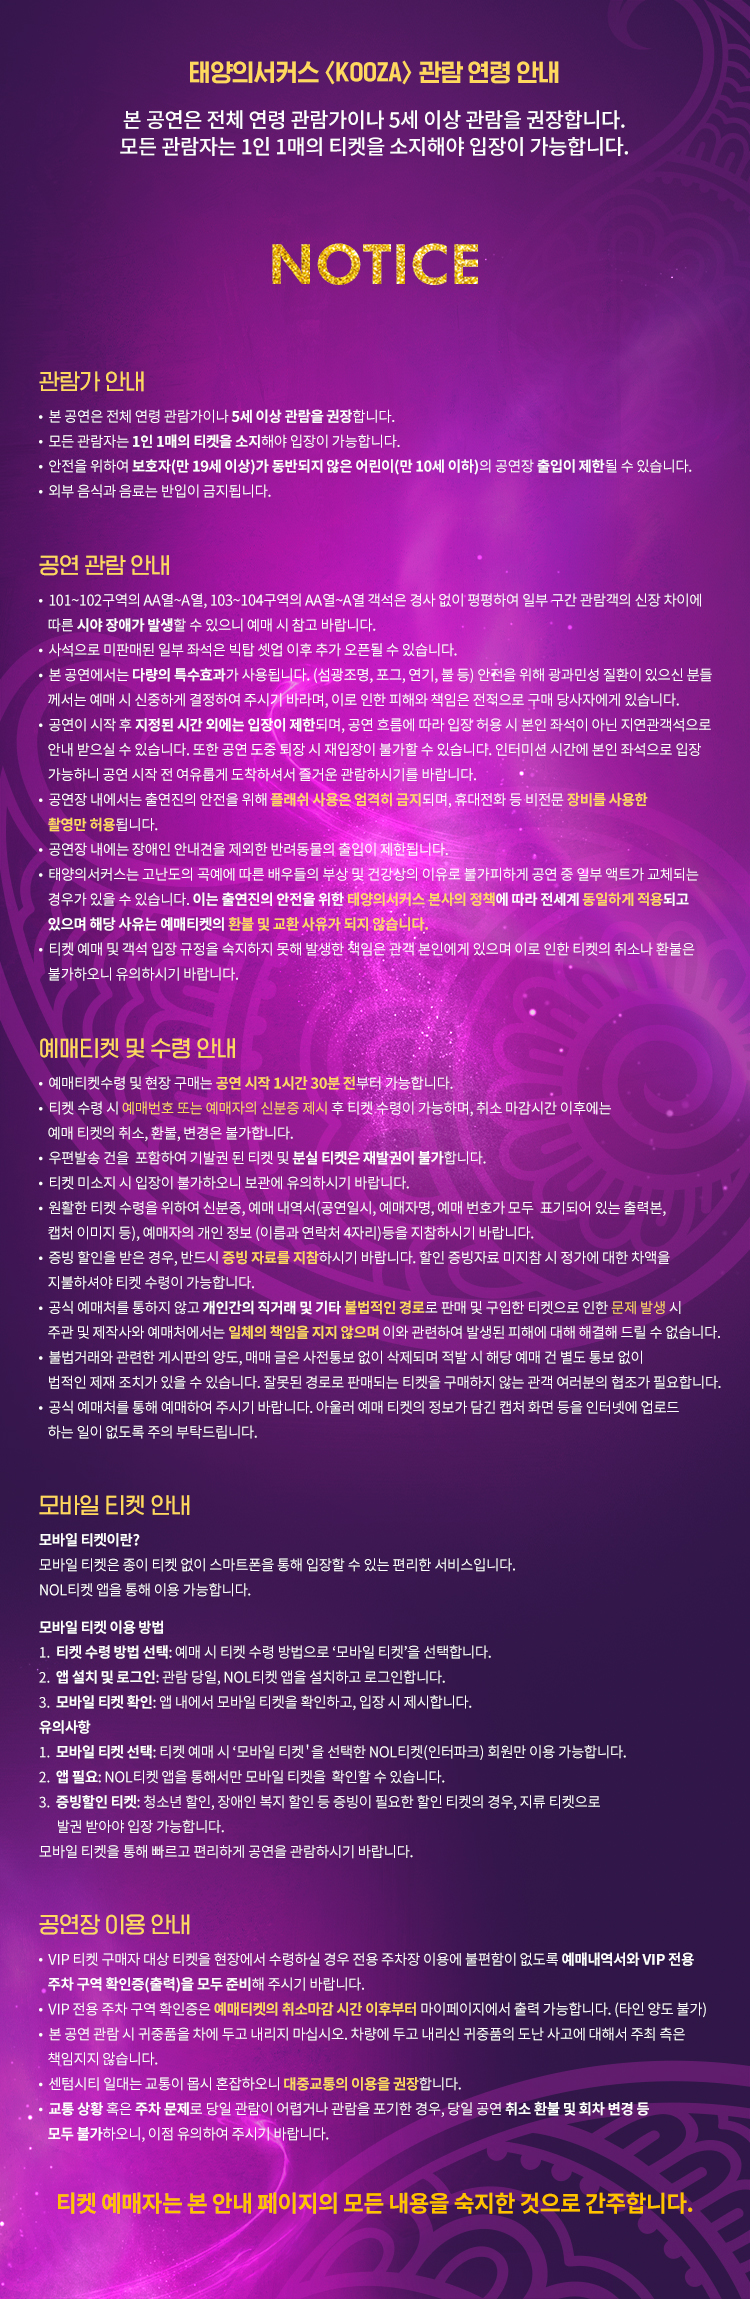 태양의서커스 〈KOOZA〉 관람 연령 안내
본 공연은 전체 연령 관람가이나 5세 이상 관람을 권장합니다.
모든 관람자는 1인 1매의 티켓을 소지해야 입장이 가능합니다.
NOTICE
관람가 안내
• 본 공연은 전체 연령 관람가이나 5세 이상 관람을 권장합니다.
• 모든 관람자는 1인 1매의 티켓을 소지해야 입장이 가능합니다.
• 안전을 위하여 보호자(만 19세 이상)가 동반되지 않은 어린이(만 10세 이하)의 공연장 출입이 제한될 수 있습니다.
• 외부 음식과 음료는 반입이 금지됩니다.
공연 관람 안내
• 101~102구역의 AA열~A열, 103~104구역의 AA열~A열 객석은 경사 없이 평평하여 일부 구간 관람객의 신장 차이에
따른 시야 장애가 발생할 수 있으니 예매 시 참고 바랍니다.
• 사석으로 미판매된 일부 좌석은 빅탑 셋업 이후 추가 오픈될 수 있습니다.
• 본 공연에서는 다량의 특수효과가 사용됩니다. (섬광조명, 포그, 연기, 불 등) 안전을 위해 광과민성 질환이 있으신 분들
께서는 예매 시 신중하게 결정하여 주시기 바라며, 이로 인한 피해와 책임은 전적으로 구매 당사자에게 있습니다.
• 공연이 시작 후 지정된 시간 외에는 입장이 제한되며, 공연 흐름에 따라 입장 허용 시 본인 좌석이 아닌 지연관객석으로
안내 받으실 수 있습니다. 또한 공연 도중 퇴장 시 재입장이 불가할 수 있습니다. 인터미션 시간에 본인 좌석으로 입장
가능하니 공연 시작 전 여유롭게 도착하셔서 즐거운 관람하시기를 바랍니다.
• 공연장 내에서는 출연진의 안전을 위해 플래쉬 사용은 엄격히 금지되며, 휴대전화 등 비전문 장비를 사용한
촬영만 허용됩니다.
• 공연장 내에는 장애인 안내견을 제외한 반려동물의 출입이 제한됩니다.
• 태양의서커스는 고난도의 곡예에 따른 배우들의 부상 및 건강상의 이유로 불가피하게 공연 중 일부 액트가 교체되는
경우가 있을 수 있습니다. 이는 출연진의 안전을 위한 태양의서커스 본사의 정책에 따라 전세계 동일하게 적용되고
있으며 해당 사유는 예매티켓의 환불 및 교환 사유가 되지 않습니다.
• 티켓 예매 및 객석 입장 규정을 숙지하지 못해 발생한 책임은 관객 본인에게 있으며 이로 인한 티켓의 취소나 환불은
불가하오니 유의하시기 바랍니다.
예매티켓 및 수령 안내
• 예매티켓수령 및 현장 구매는 공연 시작 1시간 30분 전부터 가능합니다.
• 티켓 수령 시 예매번호 또는 예매자의 신분증 제시 후 티켓 수령이 가능하며, 취소 마감시간 이후에는
예매 티켓의 취소, 환불, 변경은 불가합니다.
• 우편발송 건을 포함하여 기발권 된 티켓 및 분실 티켓은 재발권이 불가합니다.
• 티켓 미소지 시 입장이 불가하오니 보관에 유의하시기 바랍니다.
• 원활한 티켓 수령을 위하여 신분증, 예매 내역서(공연일시, 예매자명, 예매 번호가 모두 표기되어 있는 출력본,
캡처 이미지 등), 예매자의 개인 정보 (이름과 연락처 4자리)등을 지참하시기 바랍니다.
• 증빙 할인을 받은 경우, 반드시 증빙 자료를 지참하시기 바랍니다. 할인 증빙자료 미지참 시 정가에 대한 차액을
지불하셔야 티켓 수령이 가능합니다.
• 공식 예매처를 통하지 않고 개인간의 직거래 및 기타 불법적인 경로로 판매 및 구입한 티켓으로 인한 문제 발생 시
주관 및 제작사와 예매처에서는 일체의 책임을 지지 않으며 이와 관련하여 발생된 피해에 대해 해결해 드릴 수 없습니다.
• 불법거래와 관련한 게시판의 양도, 매매 글은 사전통보 없이 삭제되며 적발 시 해당 예매 건 별도 통보 없이
법적인 제재 조치가 있을 수 있습니다. 잘못된 경로로 판매되는 티켓을 구매하지 않는 관객 여러분의 협조가 필요합니다.
• 공식 예매처를 통해 예매하여 주시기 바랍니다. 아울러 예매 티켓의 정보가 담긴 캡처 화면 등을 인터넷에 업로드
하는 일이 없도록 주의 부탁드립니다.
모바일 티켓 안내
모바일 티켓이란?
모바일 티켓은 종이 티켓 없이 스마트폰을 통해 입장할 수 있는 편리한 서비스입니다.
NOL티켓 앱을 통해 이용 가능합니다.
모바일 티켓 이용 방법
1. 티켓 수령 방법 선택: 예매 시 티켓 수령 방법으로 ‘모바일 티켓’을 선택합니다.
2. 앱 설치 및 로그인: 관람 당일, NOL티켓 앱을 설치하고 로그인합니다.
3. 모바일 티켓 확인: 앱 내에서 모바일 티켓을 확인하고, 입장 시 제시합니다.
유의사항
1. 모바일 티켓 선택: 티켓 예매 시 ‘모바일 티켓'을 선택한 NOL티켓(인터파크) 회원만 이용 가능합니다.
2. 앱 필요: NOL티켓 앱을 통해서만 모바일 티켓을 확인할 수 있습니다.
3. 증빙할인 티켓: 청소년 할인, 장애인 복지 할인 등 증빙이 필요한 할인 티켓의 경우, 지류 티켓으로
발권 받아야 입장 가능합니다.
모바일 티켓을 통해 빠르고 편리하게 공연을 관람하시기 바랍니다.
공연장 이용 안내
• VIP 티켓 구매자 대상 티켓을 현장에서 수령하실 경우 전용 주차장 이용에 불편함이 없도록 예매내역서와 VIP 전용
주차 구역 확인증(출력)을 모두 준비해 주시기 바랍니다.
• VIP 전용 주차 구역 확인증은 예매티켓의 취소마감 시간 이후부터 마이페이지에서 출력 가능합니다. (타인 양도 불가)
• 본 공연 관람 시 귀중품을 차에 두고 내리지 마십시오. 차량에 두고 내리신 귀중품의 도난 사고에 대해서 주최 측은
책임지지 않습니다.
• 센텀시티 일대는 교통이 몹시 혼잡하오니 대중교통의 이용을 권장합니다.
• 교통 상황 혹은 주차 문제로 당일 관람이 어렵거나 관람을 포기한 경우, 당일 공연 취소 환불 및 회차 변경 등
모두 불가하오니, 이점 유의하여 주시기 바랍니다.
티켓 예매자는 본 안내 페이지의 모든 내용을 숙지한 것으로 간주합니다.